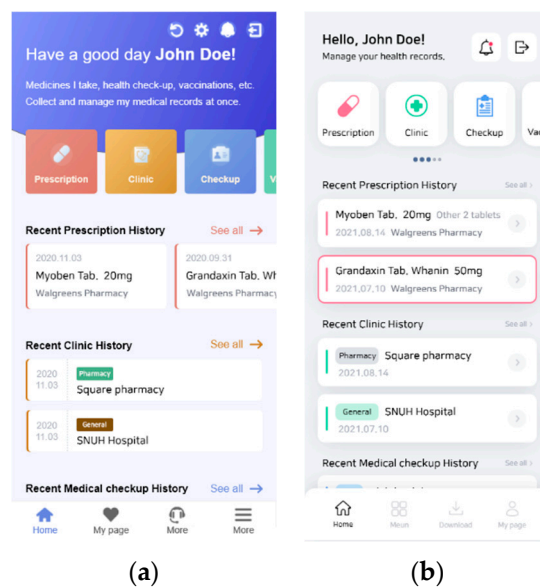 Have a good day John Doe!
Medicines I take, health check-up, vaccinations, etc.
Collect and manage my medical records at once.
Prescription
Clinic
Checkup
V
Recent Prescription History
See all →
2020.11.03
Myoben Tab, 20mg
Walgreens Pharmacy
2020.09.31
Grandaxin Tab, Wh
Walgreens Pharmacy
Recent Clinic History
See all →
2020
11.03
Pharmacy
Square pharmacy
2020
11.03
General
SNUH Hospital
Recent Medical checkup History
See all →
Home
My page
More
More
(a)
Hello, John Doe!
Manage your health records,
Prescription
Clinic
Checkup
Vac
Recent Prescription History
See all >
Myoben Tab, 20mg Other 2 tablets
2021.08.14 Walgreens Pharmacy
Grandaxin Tab, Whanin 50mg
2021.07.10 Walgreens Pharmacy
Recent Clinic History
See all >
Pharmacy Square pharmacy
2021.08.14
General SNUH Hospital
2021.07.10
Recent Medical checkup History
See all >
Home
Meun
Download
My page
(b)